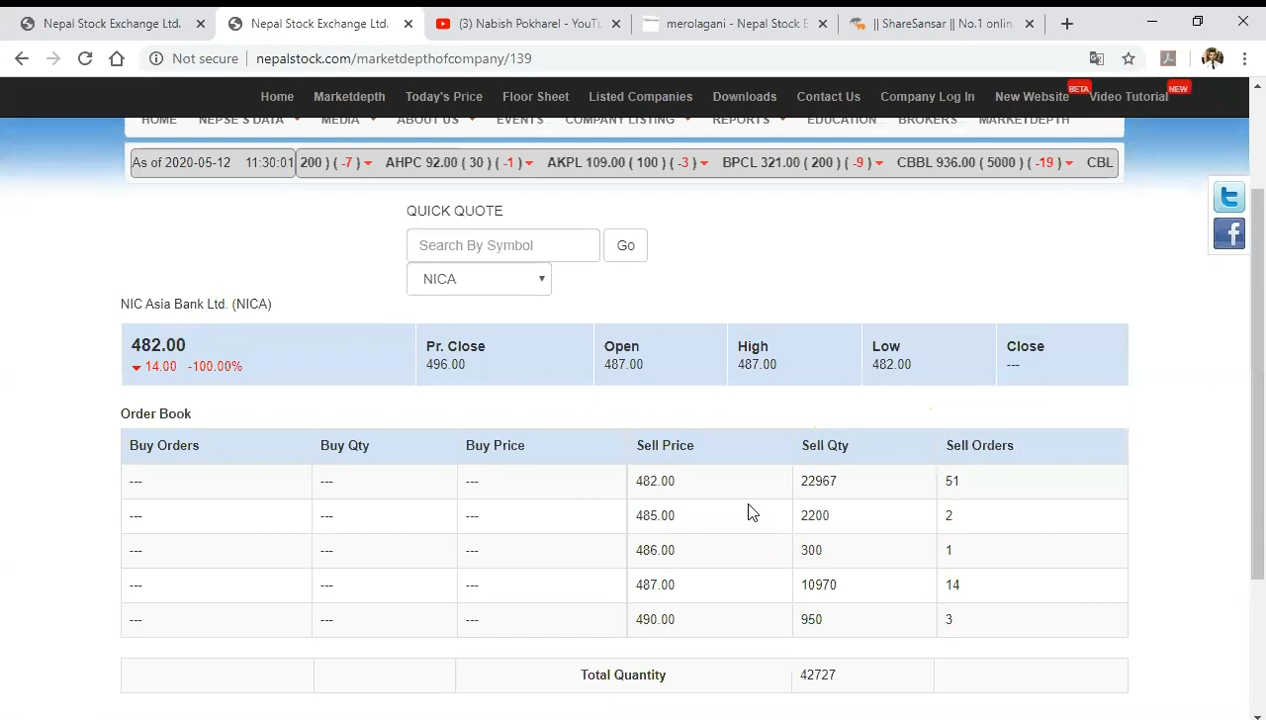 Nepal Stock Exchange Ltd.
Nepal Stock Exchange Ltd.
(3) Nabish Pokharel - YouTu
merolagani - Nepal Stock E
|| ShareSansar || No.1 onlin
Not secure
nepalstock.com/marketdepthofcompany/139
Home
Marketdepth
Today's Price
Floor Sheet
Listed Companies
Downloads
Contact Us
Company Log In
New Website
BETA
Video Tutorial
NEW
HOME
NEPSE'S DATA
MEDIA
ABOUT US
EVENTS
COMPANY LISTING
REPORTS
EDUCATION
BROKERS
MARKETDEPTH
As of 2020-05-12 11:30:01
200 ) ( -7 ) AHPC 92.00 ( 30 ) ( -1 ) AKPL 109.00 ( 100 ) ( -3 ) BPCL 321.00 ( 200 ) ( -9 ) CBBL 936.00 ( 5000 ) ( -19 ) CBL
QUICK QUOTE
Search By Symbol
Go
NICA
NIC Asia Bank Ltd. (NICA)
482.00
14.00 -100.00%
Pr. Close
496.00
Open
487.00
High
487.00
Low
482.00
Close
---
Order Book
Buy Orders Buy Qty Buy Price Sell Price Sell Qty Sell Orders
--- --- --- 482.00 22967 51
--- --- --- 485.00 2200 2
--- --- --- 486.00 300 1
--- --- --- 487.00 10970 14
--- --- --- 490.00 950 3
Total Quantity 42727